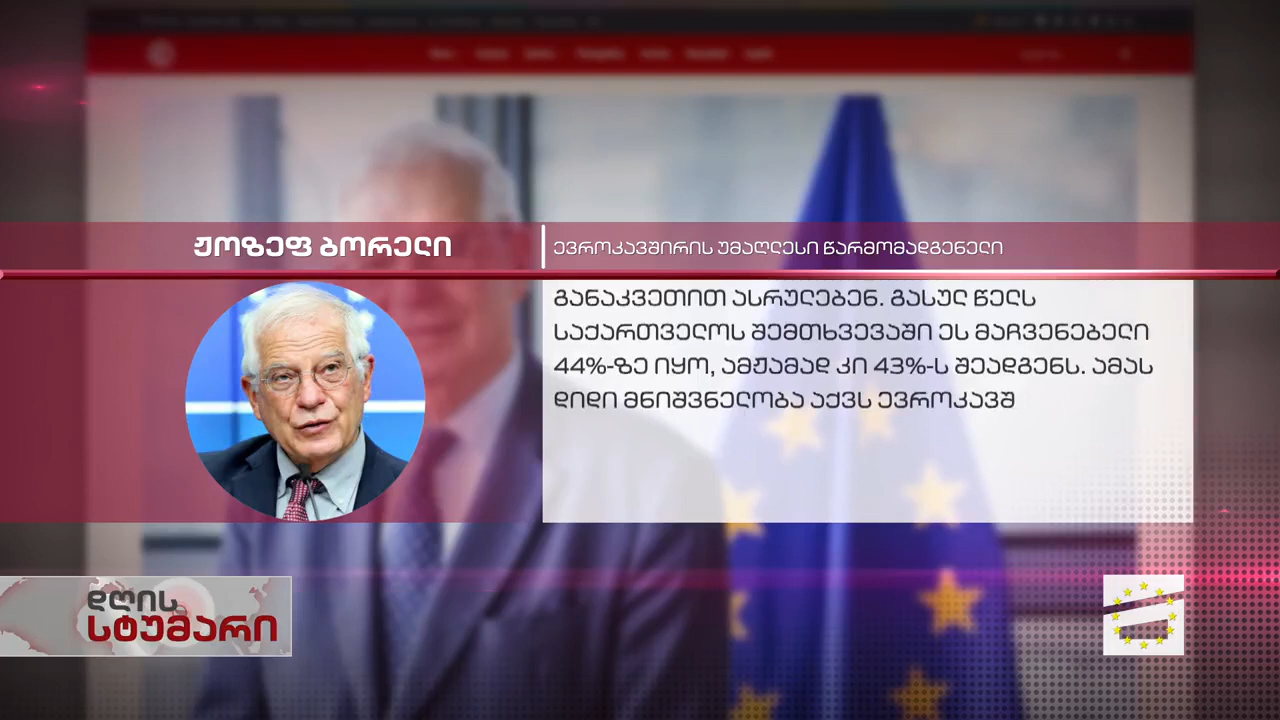 ჟოზეფ ბორელი
ევროკავშირის უმაღლესი წარმომადგენელი
განაკვეთით ასრულებენ. გასულ წელს
საქართველოს შემთხვევაში ეს მაჩვენებელი
44%-ზე იყო, ამჟამად კი 43%-ს შეადგენს. ამას
დიდი მნიშვნელობა აქვს ევროკავშ
დღის
სტუმარი